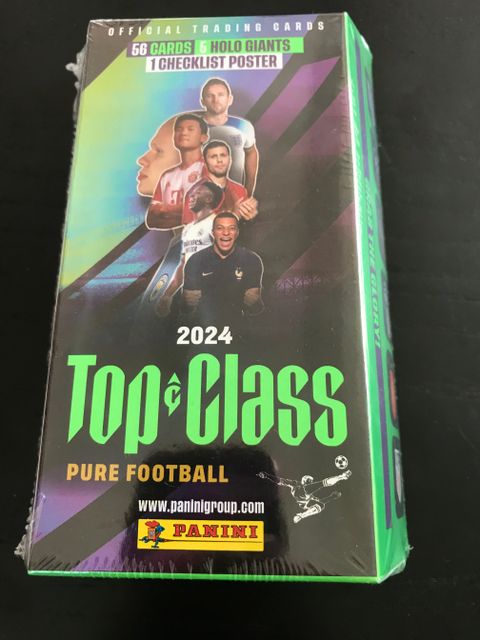 OFFICIAL TRADING CARDS
56 CARDS 5 HOLO GIANTS
1 CHECKLIST POSTER
2024
Top Class
PURE FOOTBALL
www.paninigroup.com
PANINI